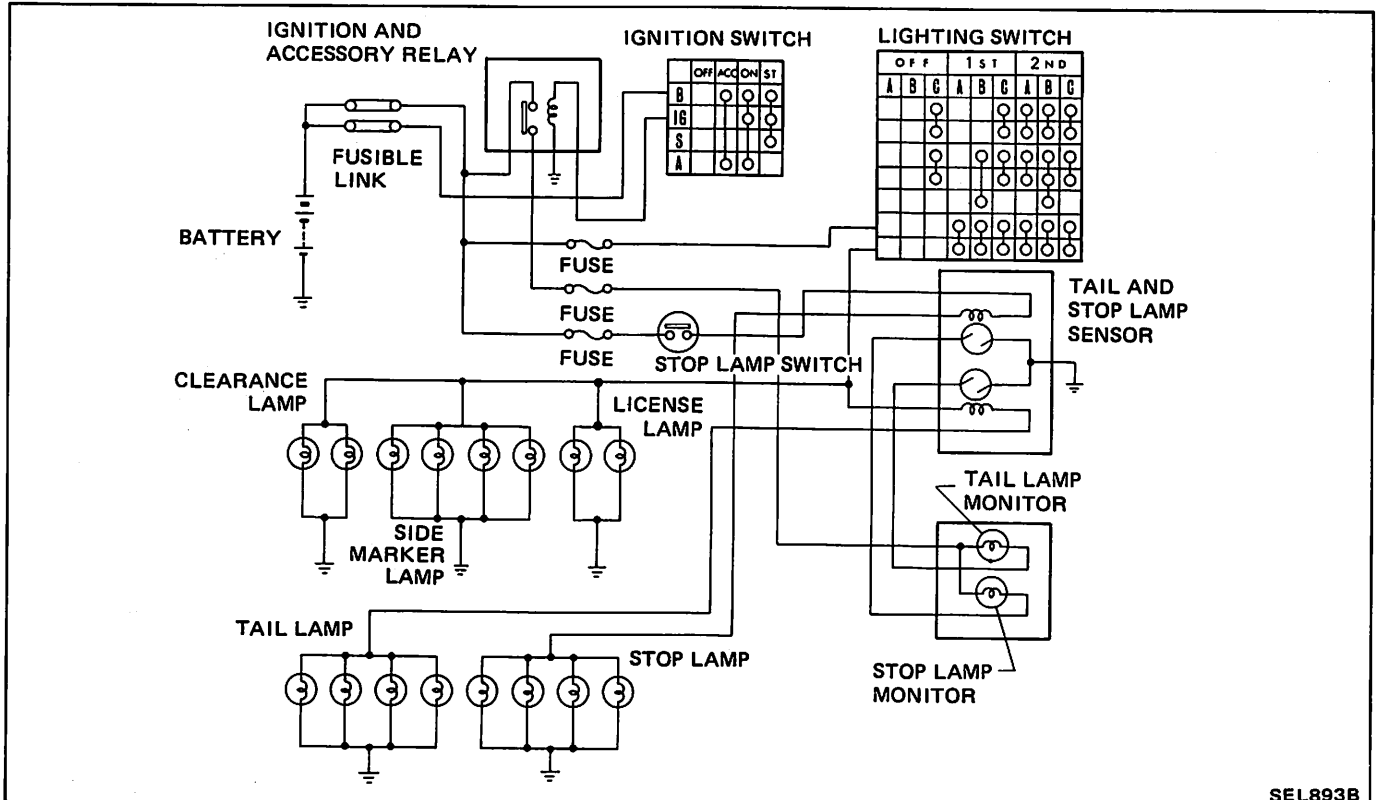 IGNITION AND
ACCESSORY RELAY
IGNITION SWITCH
OFF ACC ON ST
B
IG
S
A
LIGHTING SWITCH
OFF 1ST 2ND
A B C A B C A B C
FUSIBLE
LINK
BATTERY
FUSE
FUSE
FUSE
STOP LAMP SWITCH
TAIL AND
STOP LAMP
SENSOR
CLEARANCE
LAMP
LICENSE
LAMP
SIDE
MARKER
LAMP
TAIL LAMP
MONITOR
TAIL LAMP
STOP LAMP
STOP LAMP
MONITOR
SEL893B